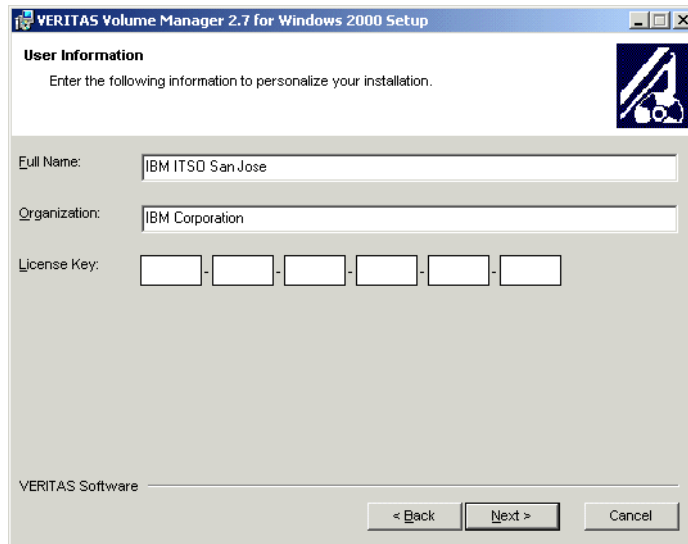 VERITAS Volume Manager 2.7 for Windows 2000 Setup
User Information
Enter the following information to personalize your installation.
Full Name: IBM ITSO San Jose
Organization: IBM Corporation
License Key: - - - - -
VERITAS Software
< Back Next > Cancel